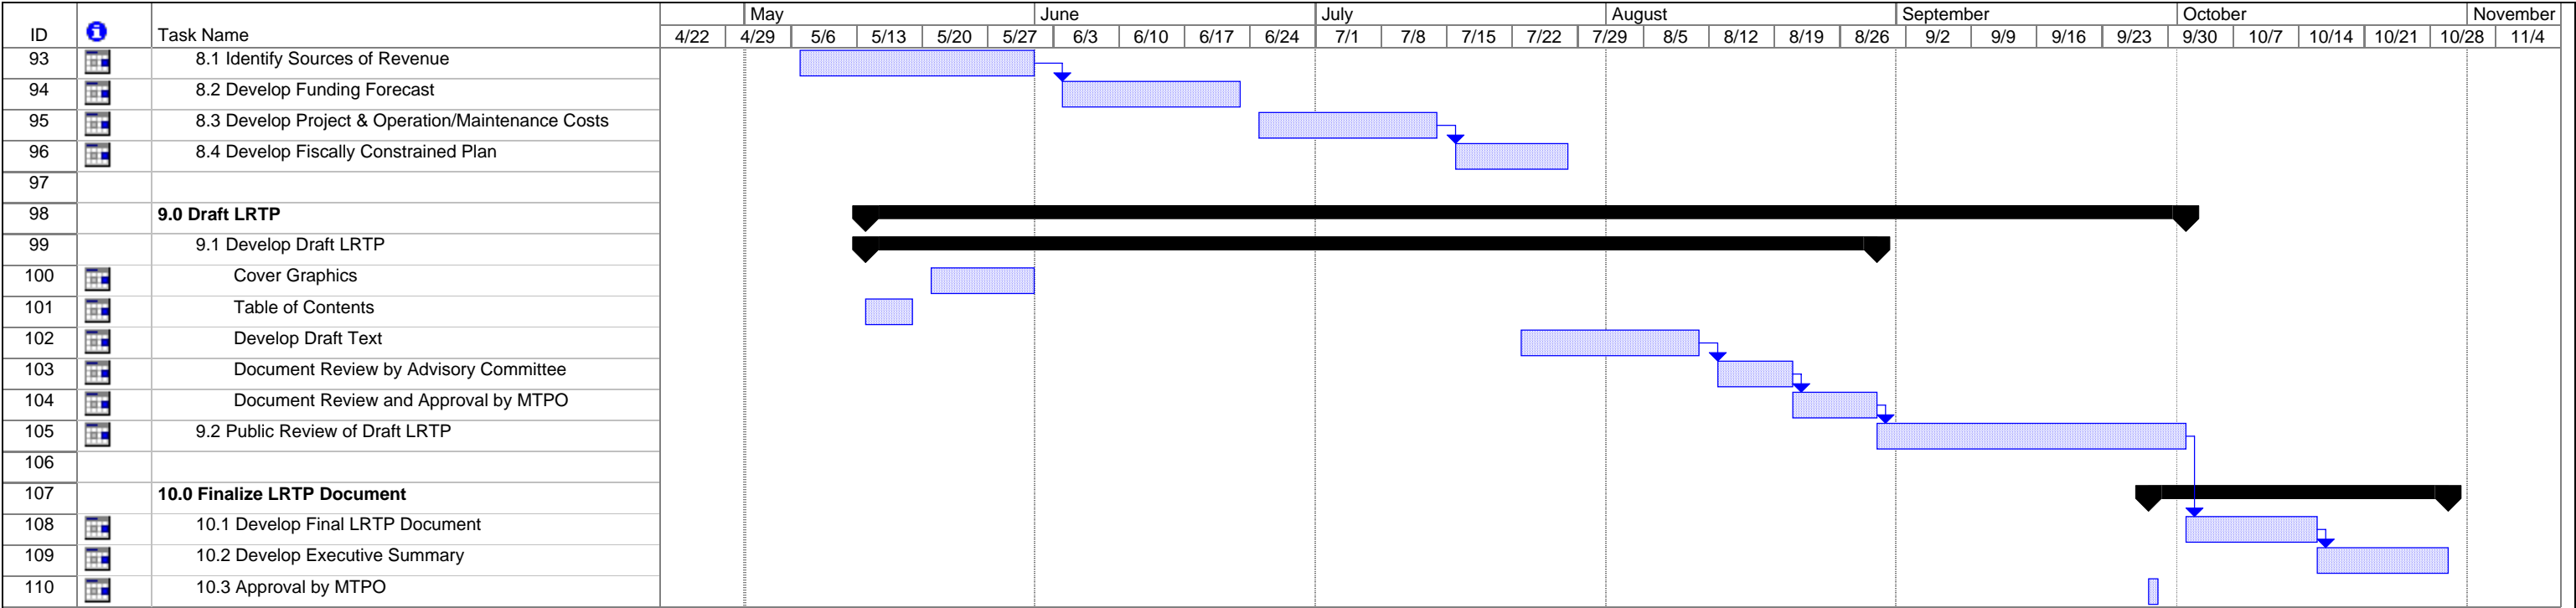 May June July August September October November
ID i Task Name 4/22 4/29 5/6 5/13 5/20 5/27 6/3 6/10 6/17 6/24 7/1 7/8 7/15 7/22 7/29 8/5 8/12 8/19 8/26 9/2 9/9 9/16 9/23 9/30 10/7 10/14 10/21 10/28 11/4
93 8.1 Identify Sources of Revenue
94 8.2 Develop Funding Forecast
95 8.3 Develop Project & Operation/Maintenance Costs
96 8.4 Develop Fiscally Constrained Plan
97
98 9.0 Draft LRTP
99 9.1 Develop Draft LRTP
100 Cover Graphics
101 Table of Contents
102 Develop Draft Text
103 Document Review by Advisory Committee
104 Document Review and Approval by MTPO
105 9.2 Public Review of Draft LRTP
106
107 10.0 Finalize LRTP Document
108 10.1 Develop Final LRTP Document
109 10.2 Develop Executive Summary
110 10.3 Approval by MTPO